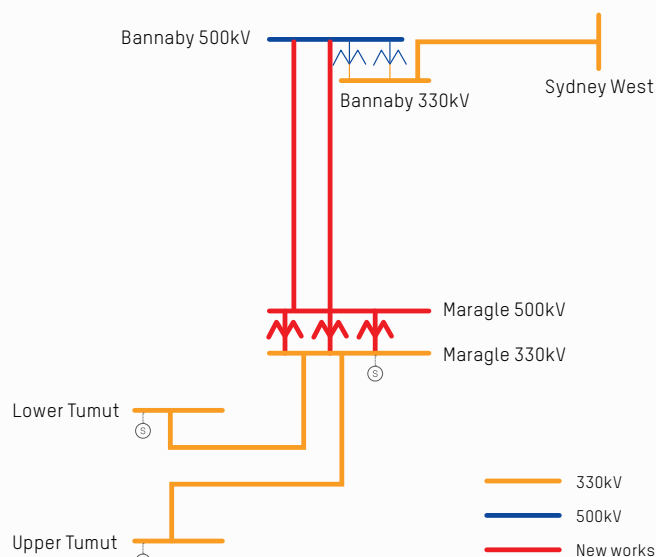 Bannaby 500kV
Sydney West
Bannaby 330kV
Maragle 500kV
Maragle 330kV
S
Lower Tumut
S
330kV
500kV
Upper Tumut
New works